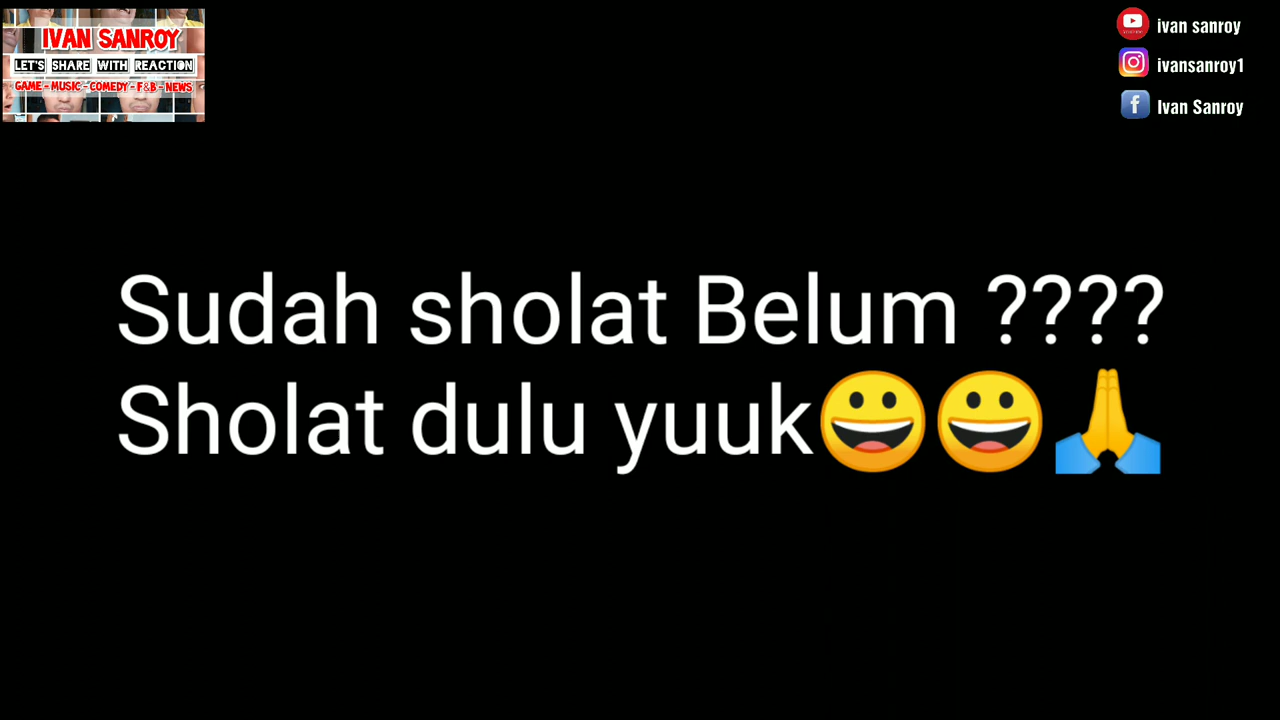 IVAN SANROY
LET'S SHARE WITH REACTION
GAME - MUSIC - COMEDY - F&B - NEWS
ivan sanroy
ivansanroy1
Ivan Sanroy
Sudah sholat Belum ????
Sholat dulu yuuk😀😀🙏